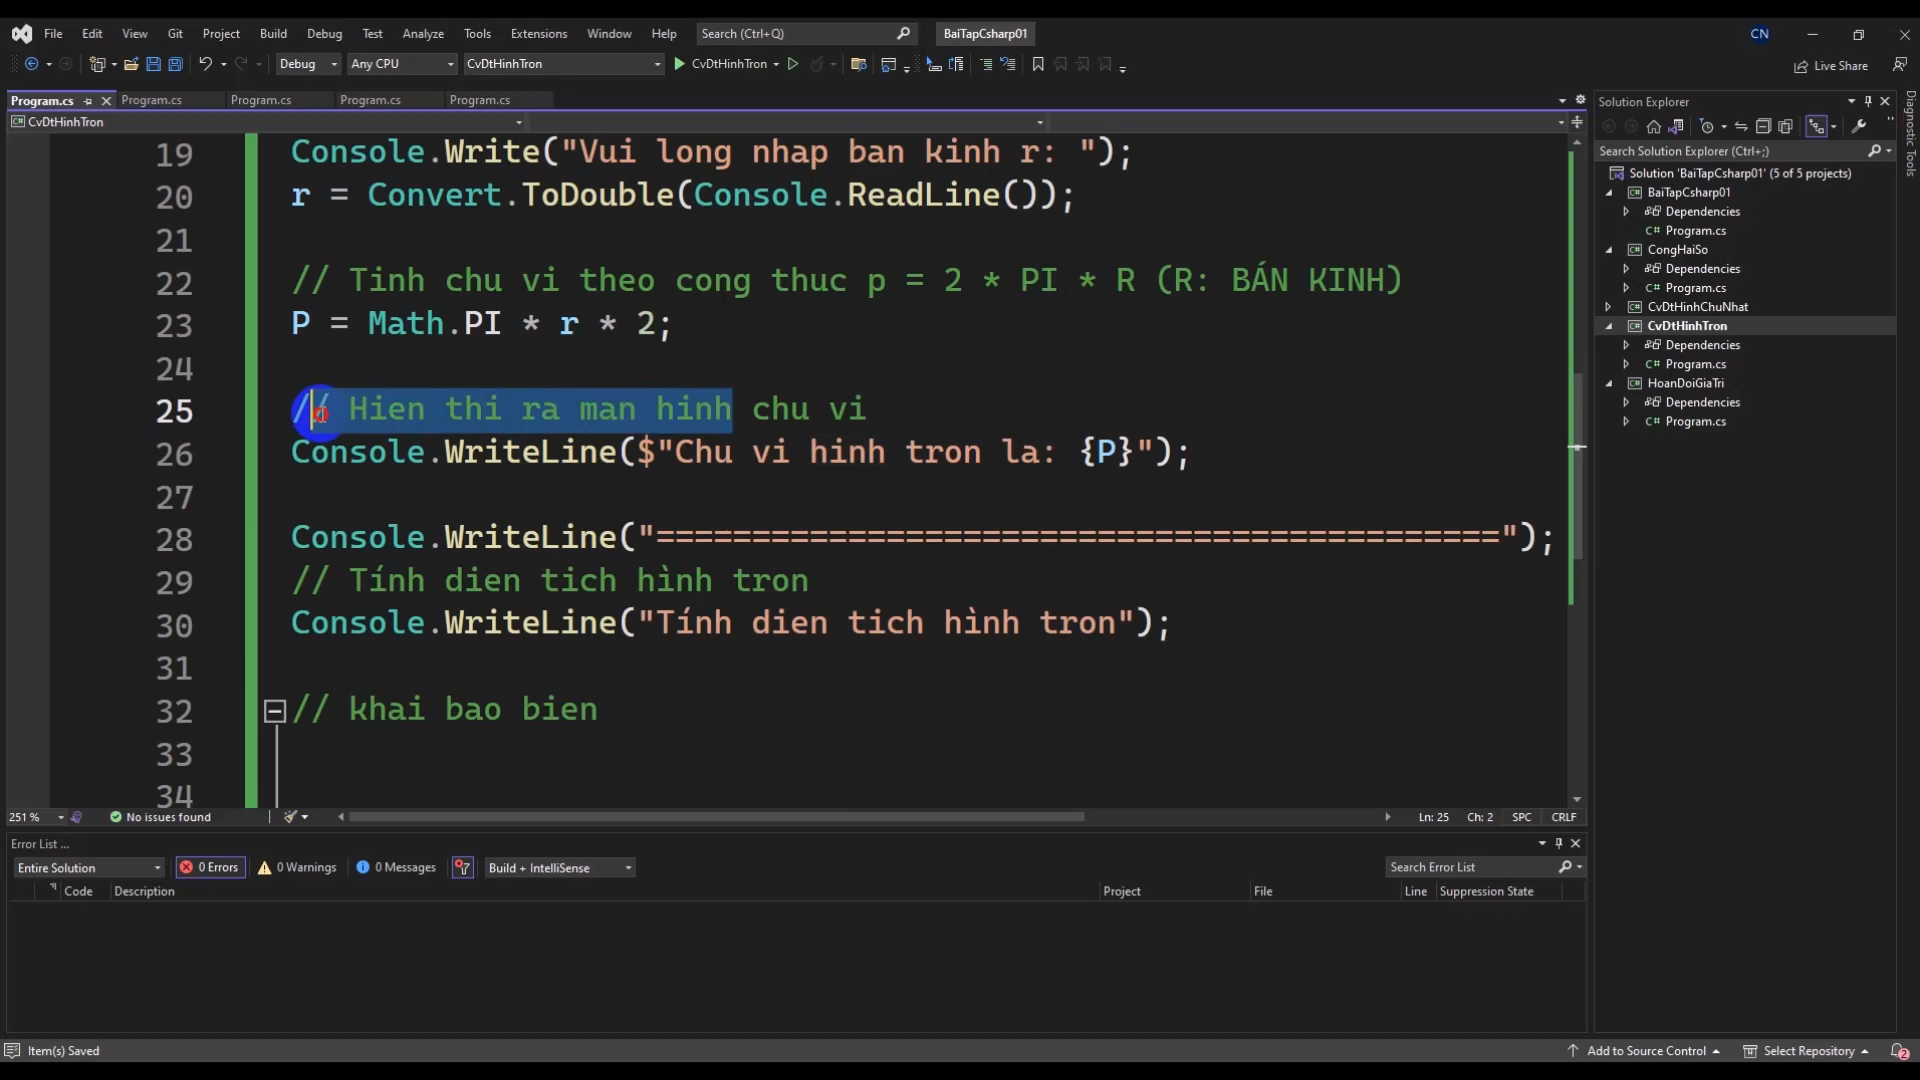 File Edit View Git Project Build Debug Test Analyze Tools Extensions Window Help Search (Ctrl+Q) BaiTapCsharp01 CN
Debug Any CPU CvDtHinhTron CvDtHinhTron Live Share
Program.cs Program.cs Program.cs Program.cs Program.cs
CvDtHinhTron
19 Console.Write("Vui long nhap ban kinh r: ");
20 r = Convert.ToDouble(Console.ReadLine());
21
22 // Tinh chu vi theo cong thuc p = 2 * PI * R (R: BÁN KINH)
23 P = Math.PI * r * 2;
24
25 // Hien thi ra man hinh chu vi
26 Console.WriteLine($"Chu vi hinh tron la: {P}");
27
28 Console.WriteLine("============================================");
29 // Tính dien tich hình tron
30 Console.WriteLine("Tính dien tich hình tron");
31
32 // khai bao bien
33
34
251 % No issues found Ln: 25 Ch: 2 SPC CRLF
Error List ...
Entire Solution 0 Errors 0 Warnings 0 Messages Build + IntelliSense Search Error List
Code Description Project File Line Suppression State
Solution Explorer
Search Solution Explorer (Ctrl+;)
Solution 'BaiTapCsharp01' (5 of 5 projects)
BaiTapCsharp01
Dependencies
C# Program.cs
CongHaiSo
Dependencies
C# Program.cs
CvDtHinhChuNhat
CvDtHinhTron
Dependencies
C# Program.cs
HoanDoiGiaTri
Dependencies
C# Program.cs
Diagnostic Tools
Item(s) Saved Add to Source Control Select Repository 2